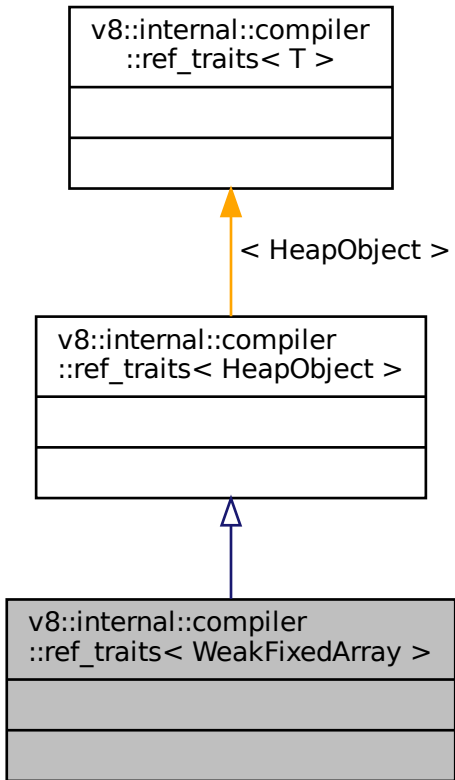 v8::internal::compiler
::ref_traits< T >
< HeapObject >
v8::internal::compiler
::ref_traits< HeapObject >
v8::internal::compiler
::ref_traits< WeakFixedArray >